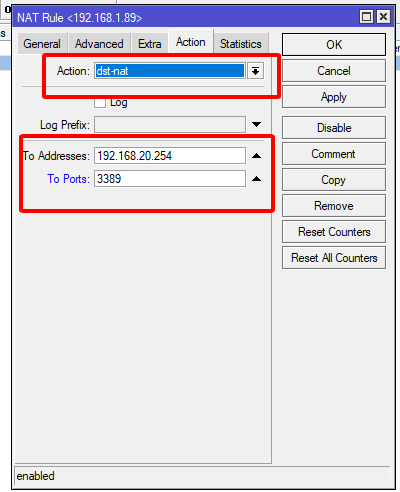 NAT Rule <192.168.1.89>
General Advanced Extra Action Statistics
OK
Action: dst-nat
Cancel
Log
Apply
Log Prefix:
Disable
To Addresses: 192.168.20.254
Comment
To Ports: 3389
Copy
Remove
Reset Counters
Reset All Counters
enabled